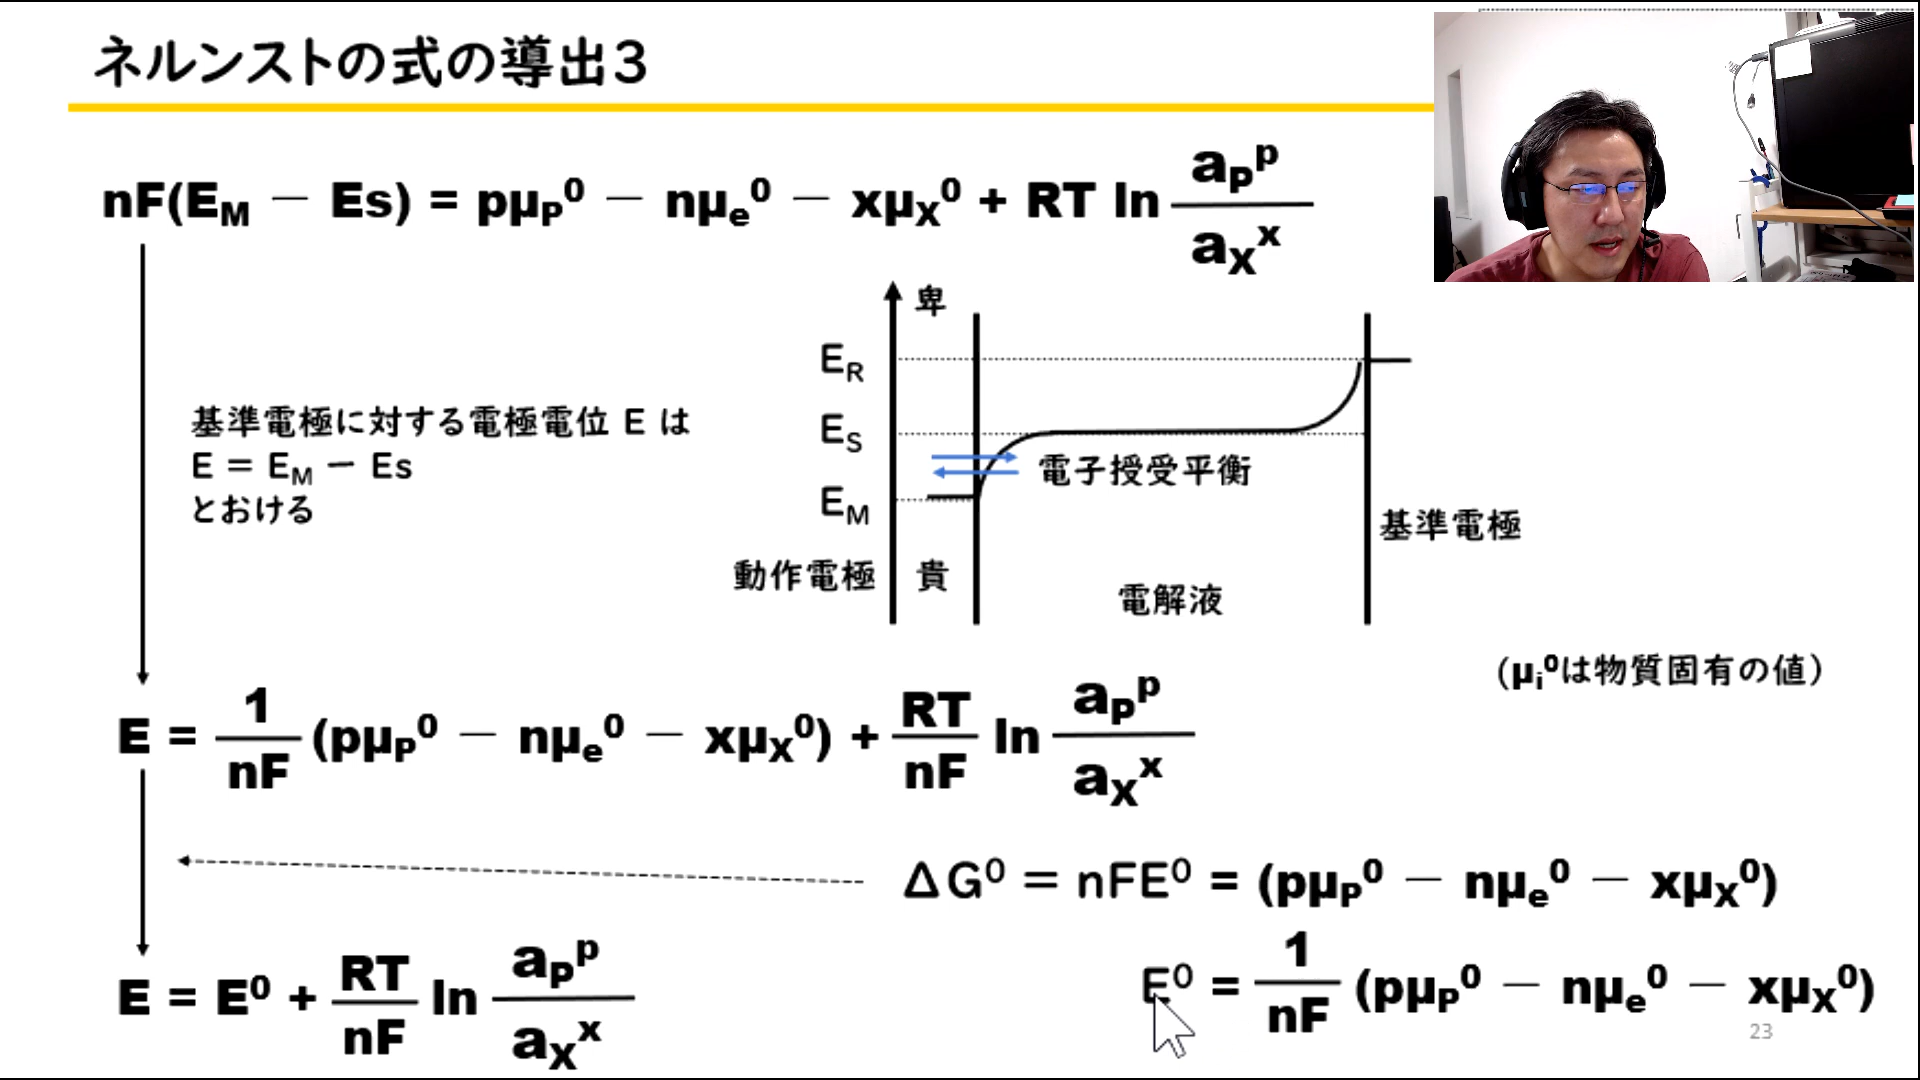 ネルンストの式の導出3
nF(E_M － Es) = pμ_P^0 － nμ_e^0 － xμ_X^0 + RT ln a_P^p / a_X^x
卑
E_R
E_S
E_M
電子授受平衡
動作電極
貴
電解液
基準電極
基準電極に対する電極電位 E は
E = E_M － Es
とおける
(μ_i^0は物質固有の値)
E = 1/nF (pμ_P^0 － nμ_e^0 － xμ_X^0) + RT/nF ln a_P^p / a_X^x
ΔG^0 = nFE^0 = (pμ_P^0 － nμ_e^0 － xμ_X^0)
E^0 = 1/nF (pμ_P^0 － nμ_e^0 － xμ_X^0)
E = E^0 + RT/nF ln a_P^p / a_X^x
23